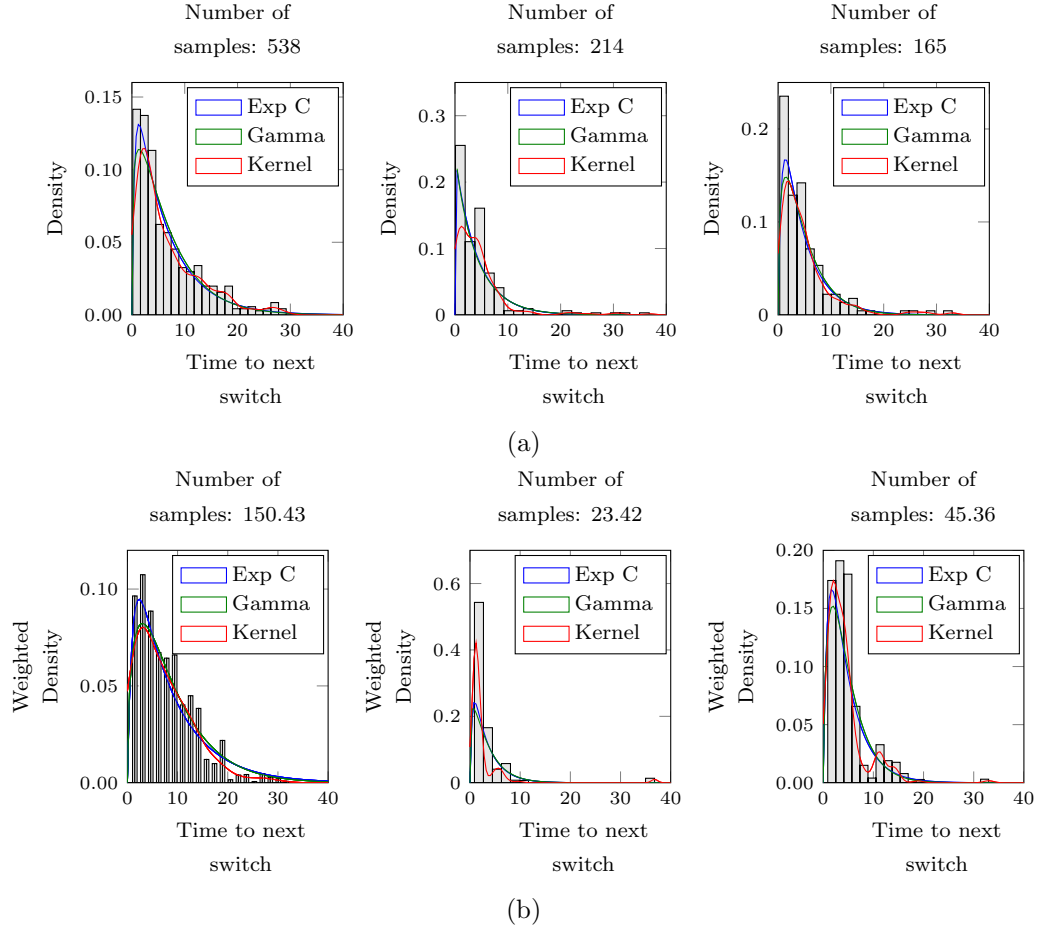 Number of
samples: 538
Number of
samples: 214
Number of
samples: 165
0.15
0.10
0.05
0.00
Density
Exp C
Gamma
Kernel
0 10 20 30 40
Time to next
switch
0.3
0.2
0.1
0
Density
Exp C
Gamma
Kernel
0 10 20 30 40
Time to next
switch
0.2
0.1
0
Density
Exp C
Gamma
Kernel
0 10 20 30 40
Time to next
switch
(a)
Number of
samples: 150.43
Number of
samples: 23.42
Number of
samples: 45.36
0.10
0.05
0.00
Weighted
Density
Exp C
Gamma
Kernel
0 10 20 30 40
Time to next
switch
0.6
0.4
0.2
0
Weighted
Density
Exp C
Gamma
Kernel
0 10 20 30 40
Time to next
switch
0.20
0.15
0.10
0.05
0.00
Weighted
Density
Exp C
Gamma
Kernel
0 10 20 30 40
Time to next
switch
(b)